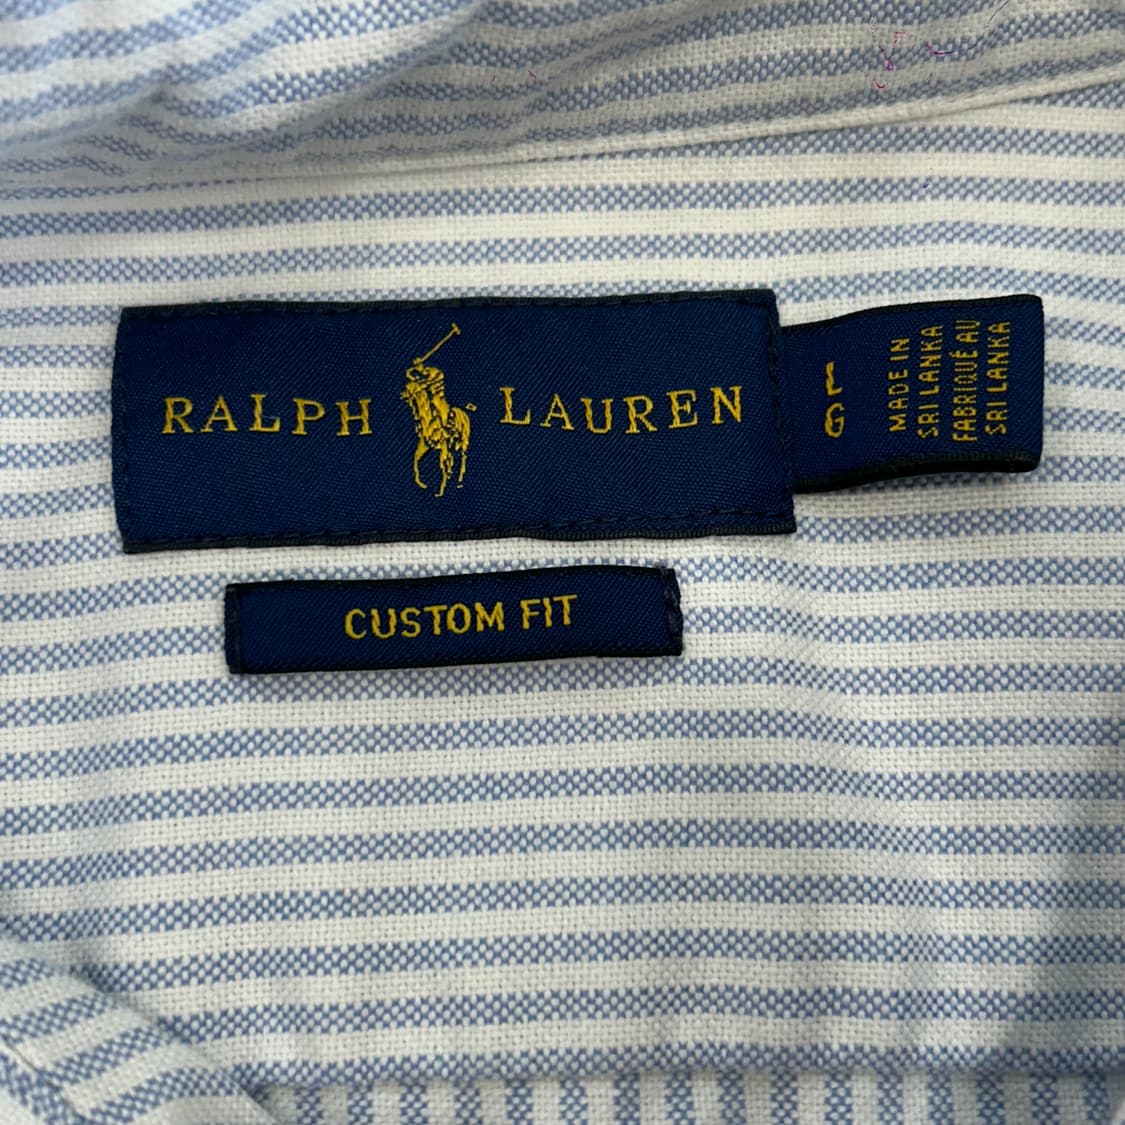 RALPH LAUREN
L
G
MADE IN
SRI LANKA
FABRIQUÉ AU
SRI LANKA
CUSTOM FIT